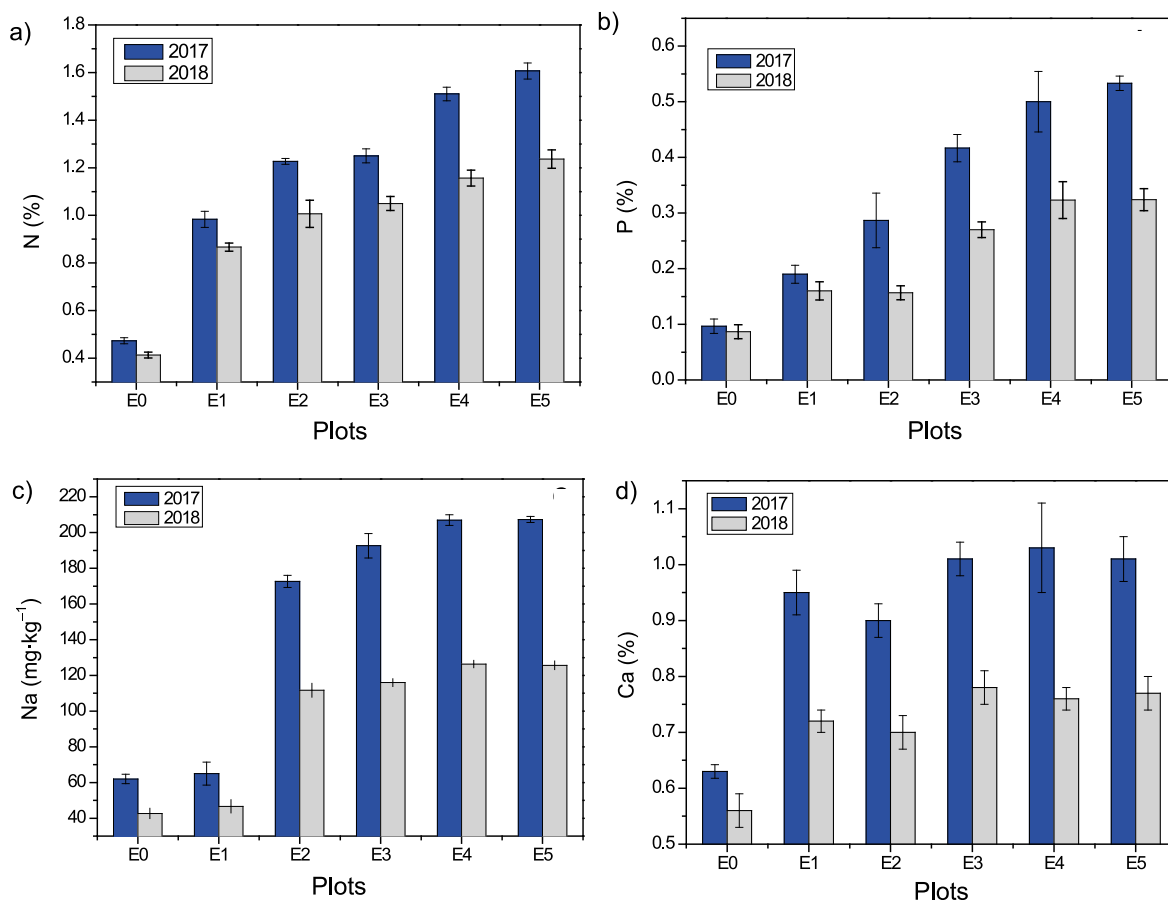 a)
2017
2018
1.8
1.6
1.4
1.2
1.0
0.8
0.6
0.4
N (%)
E0 E1 E2 E3 E4 E5
Plots
b)
2017
2018
0.6
0.5
0.4
0.3
0.2
0.1
0.0
P (%)
E0 E1 E2 E3 E4 E5
Plots
c)
2017
2018
220
200
180
160
140
120
100
80
60
40
Na (mg·kg⁻¹)
E0 E1 E2 E3 E4 E5
Plots
d)
2017
2018
1.1
1.0
0.9
0.8
0.7
0.6
0.5
Ca (%)
E0 E1 E2 E3 E4 E5
Plots